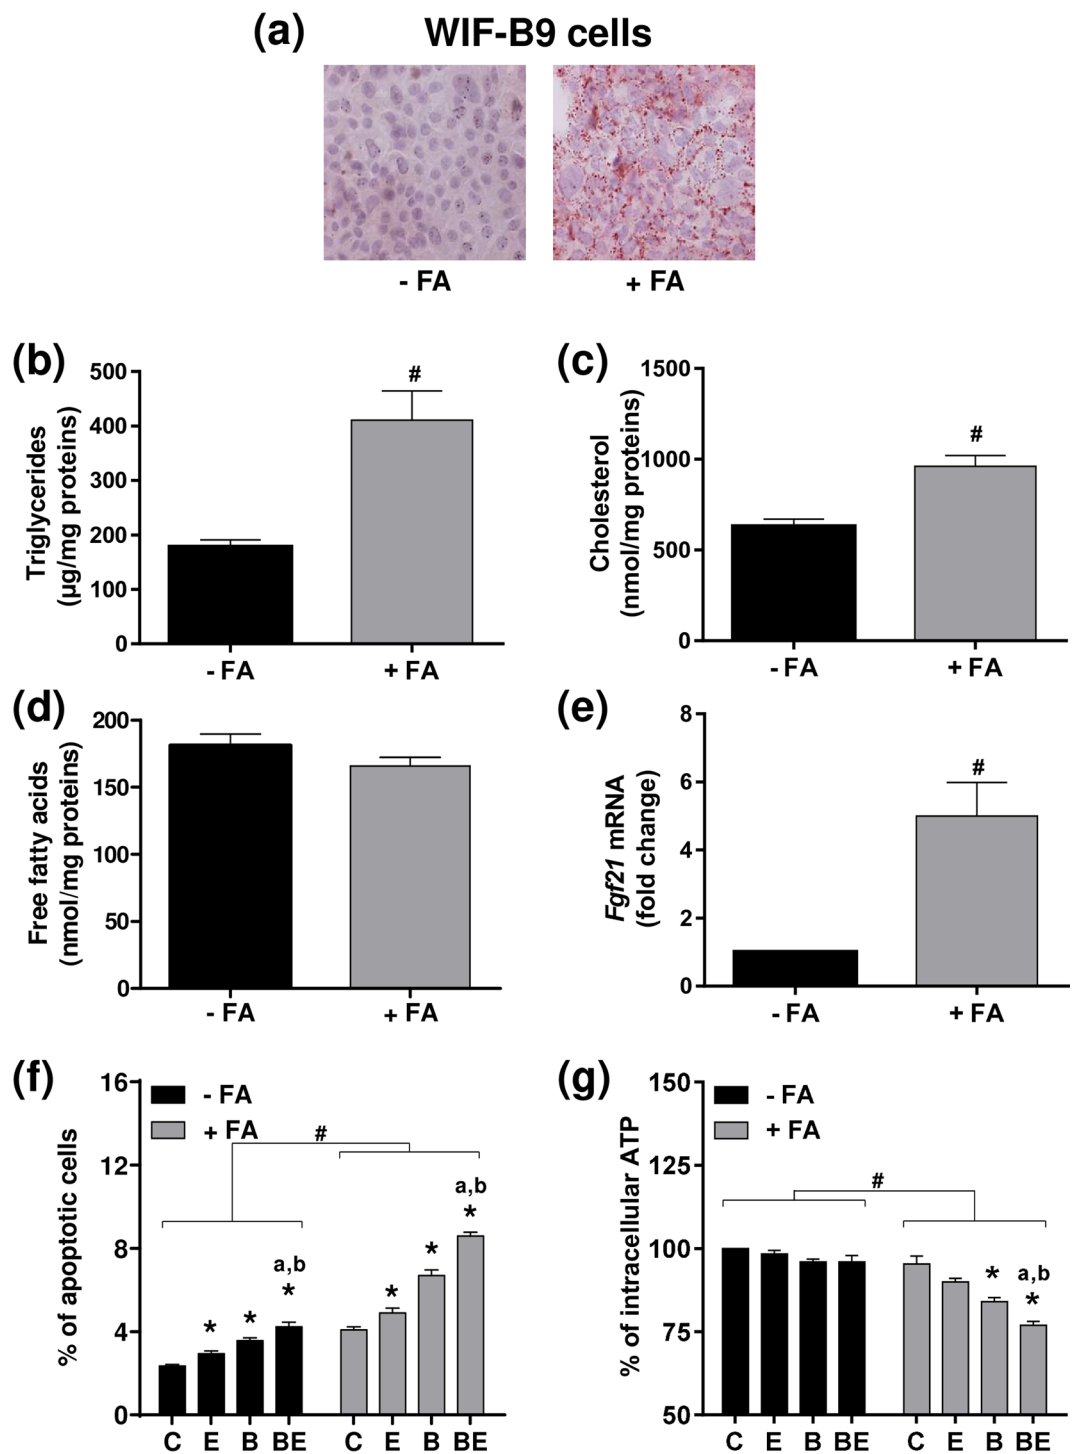 (a) WIF-B9 cells
- FA
+ FA
(b)
Triglycerides
(µg/mg proteins)
500
400
300
200
100
0
#
- FA
+ FA
(c)
Cholesterol
(nmol/mg proteins)
1500
1000
500
0
#
- FA
+ FA
(d)
Free fatty acids
(nmol/mg proteins)
200
150
100
50
0
- FA
+ FA
(e)
Fgf21 mRNA
(fold change)
8
6
4
2
0
#
- FA
+ FA
(f)
% of apoptotic cells
16
12
8
4
0
- FA
+ FA
#
*
*
a,b
*
*
*
a,b
*
C E B BE C E B BE
(g)
% of intracellular ATP
150
125
100
75
50
- FA
+ FA
#
*
a,b
*
C E B BE C E B BE